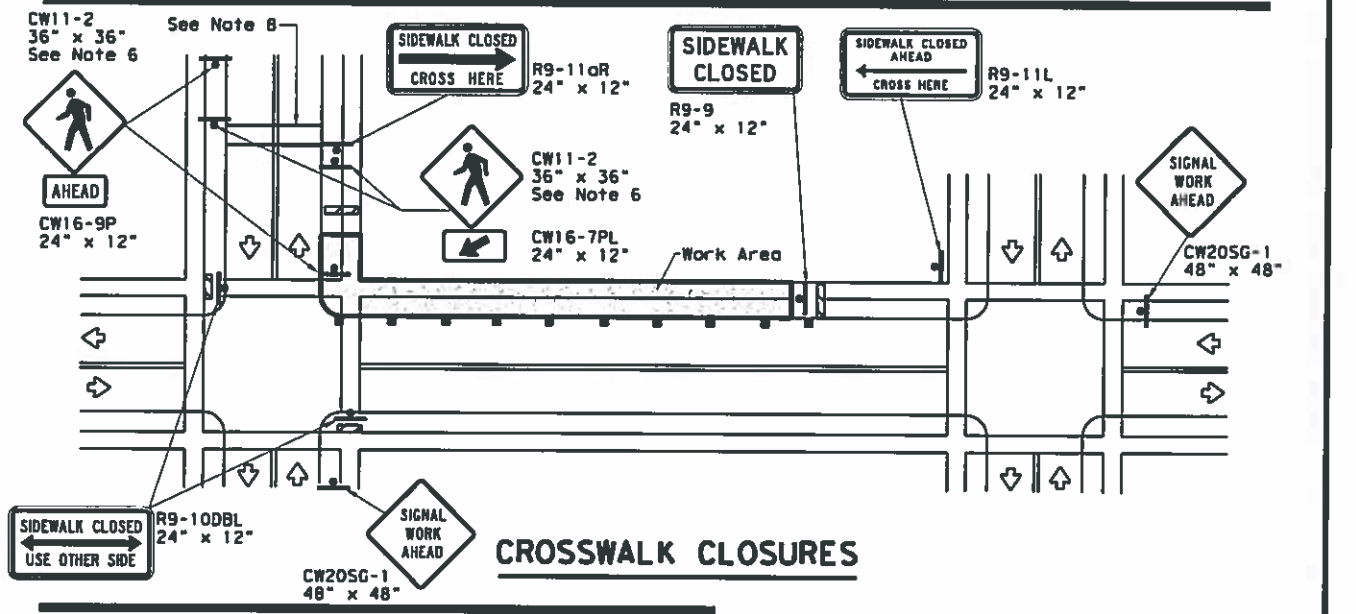 CW11-2
36" x 36"
See Note 6
See Note 8
SIDEWALK CLOSED
CROSS HERE
R9-11aR
24" x 12"
SIDEWALK
CLOSED
R9-9
24" x 12"
SIDEWALK CLOSED
AHEAD
CROSS HERE
R9-11L
24" x 12"
AHEAD
CW16-9P
24" x 12"
CW11-2
36" x 36"
See Note 6
CW16-7PL
24" x 12"
Work Area
SIGNAL
WORK
AHEAD
CW20SG-1
48" x 48"
SIDEWALK CLOSED
USE OTHER SIDE
R9-10DBL
24" x 12"
SIGNAL
WORK
AHEAD
CW20SG-1
48" x 48"
CROSSWALK CLOSURES